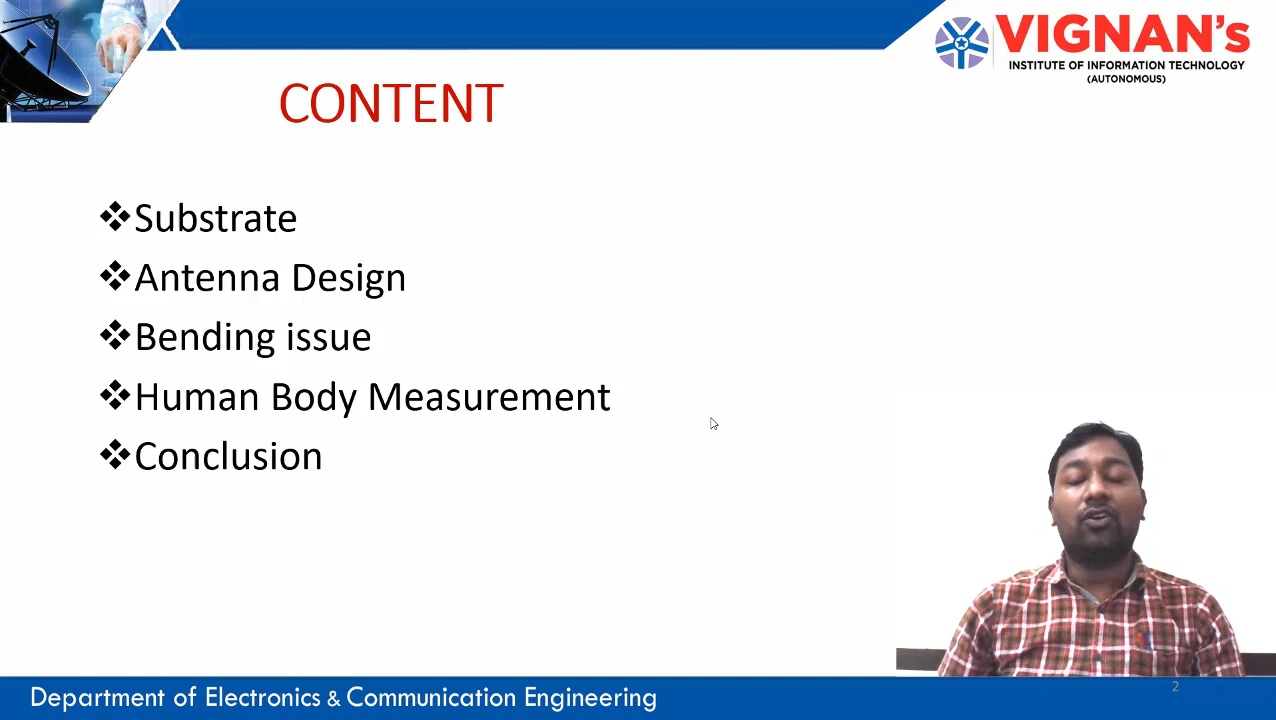 VIGNAN's
INSTITUTE OF INFORMATION TECHNOLOGY
(AUTONOMOUS)
CONTENT
❖Substrate
❖Antenna Design
❖Bending issue
❖Human Body Measurement
❖Conclusion
Department of Electronics & Communication Engineering
2